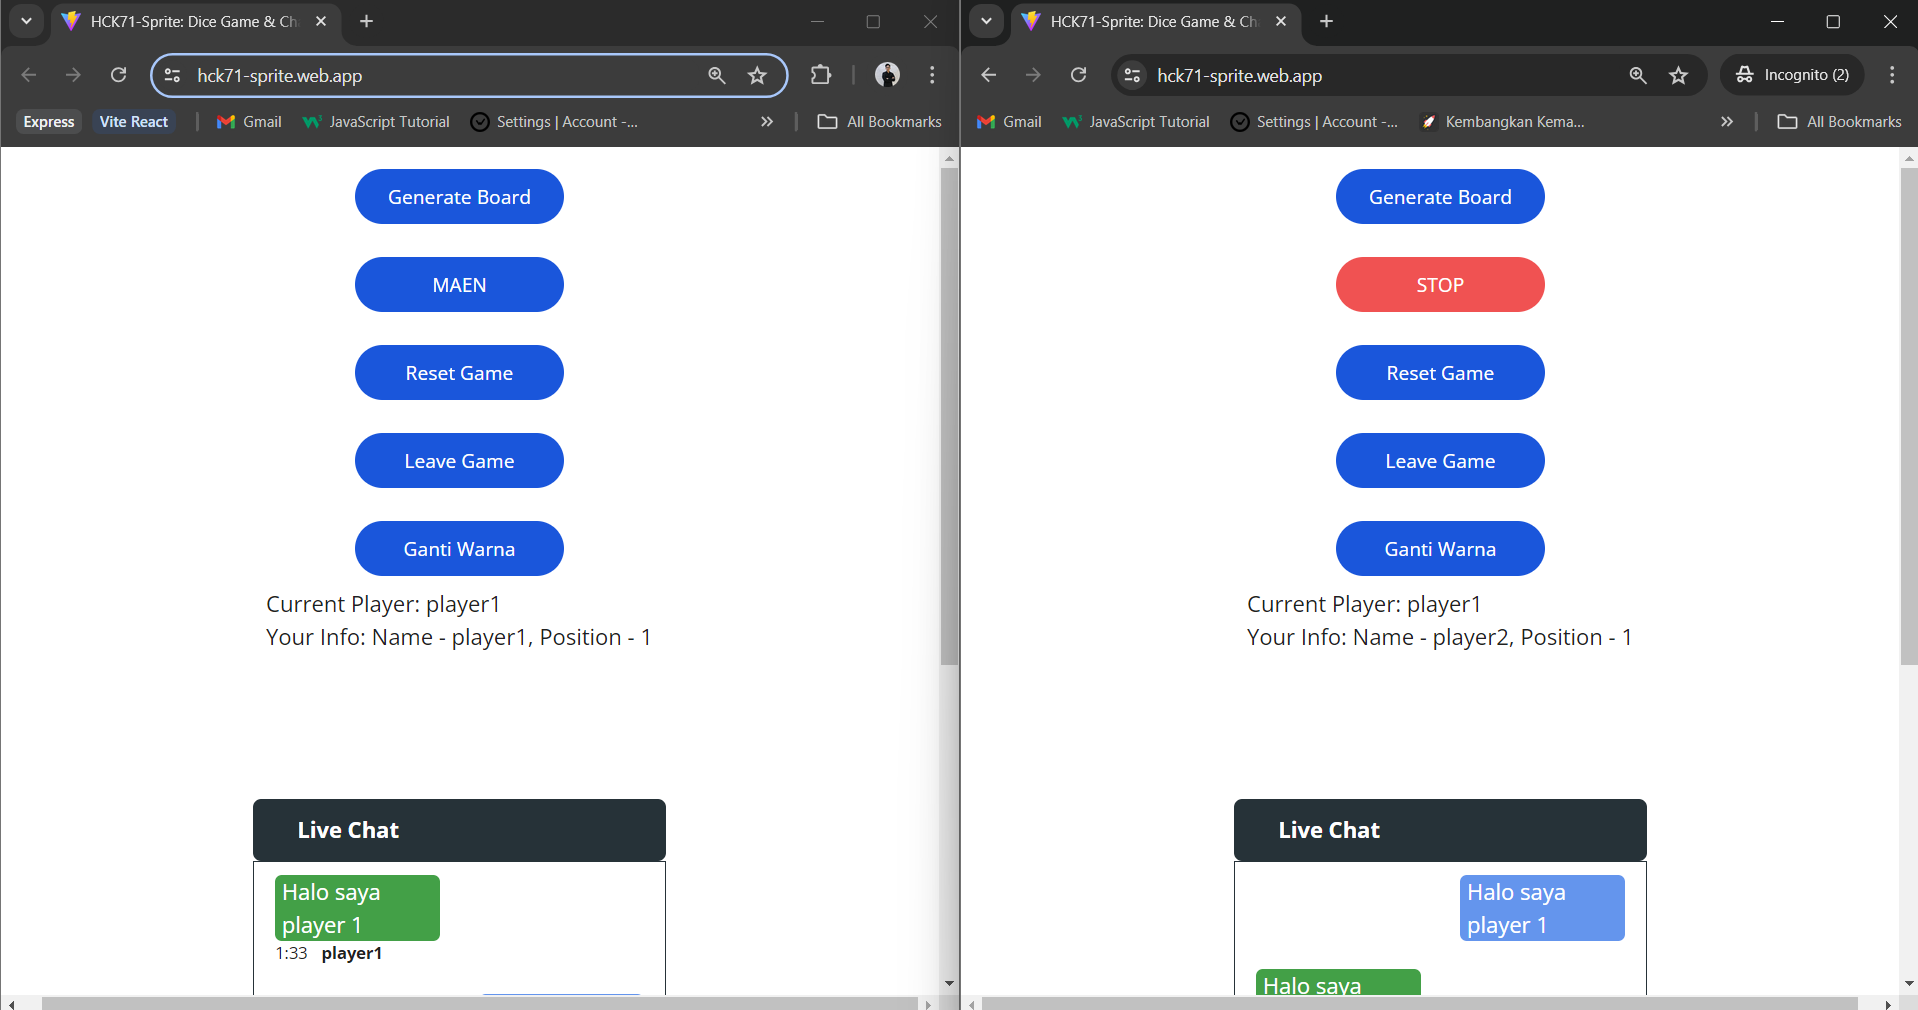 HCK71-Sprite: Dice Game & Ch
hck71-sprite.web.app
Express
Vite React
Gmail
JavaScript Tutorial
Settings | Account -...
All Bookmarks
Generate Board
MAEN
Reset Game
Leave Game
Ganti Warna
Current Player: player1
Your Info: Name - player1, Position - 1
Live Chat
Halo saya
player 1
1:33 player1
HCK71-Sprite: Dice Game & Ch
hck71-sprite.web.app
Incognito (2)
Gmail
JavaScript Tutorial
Settings | Account -...
Kembangkan Kema...
All Bookmarks
Generate Board
STOP
Reset Game
Leave Game
Ganti Warna
Current Player: player1
Your Info: Name - player2, Position - 1
Live Chat
Halo saya
player 1
Halo saya